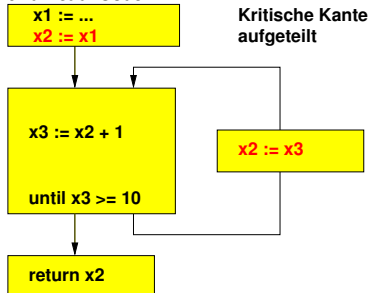 x1 := ...
x2 := x1
Kritische Kante
aufgeteilt
x3 := x2 + 1
x2 := x3
until x3 >= 10
return x2